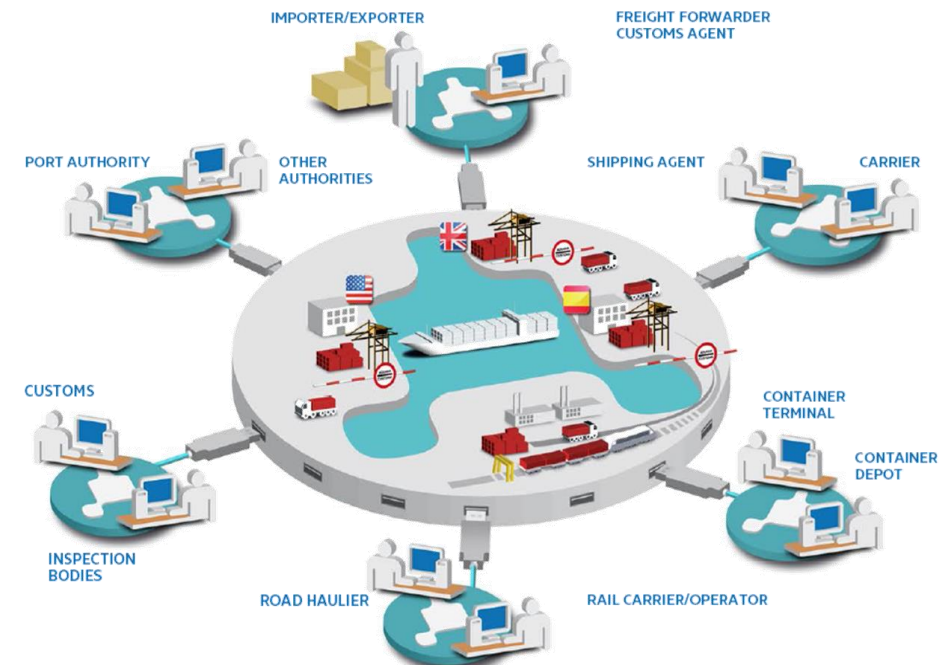 IMPORTER/EXPORTER
FREIGHT FORWARDER
CUSTOMS AGENT
PORT AUTHORITY
OTHER
AUTHORITIES
SHIPPING AGENT
CARRIER
CUSTOMS
CONTAINER
TERMINAL
CONTAINER
DEPOT
INSPECTION
BODIES
ROAD HAULIER
RAIL CARRIER/OPERATOR